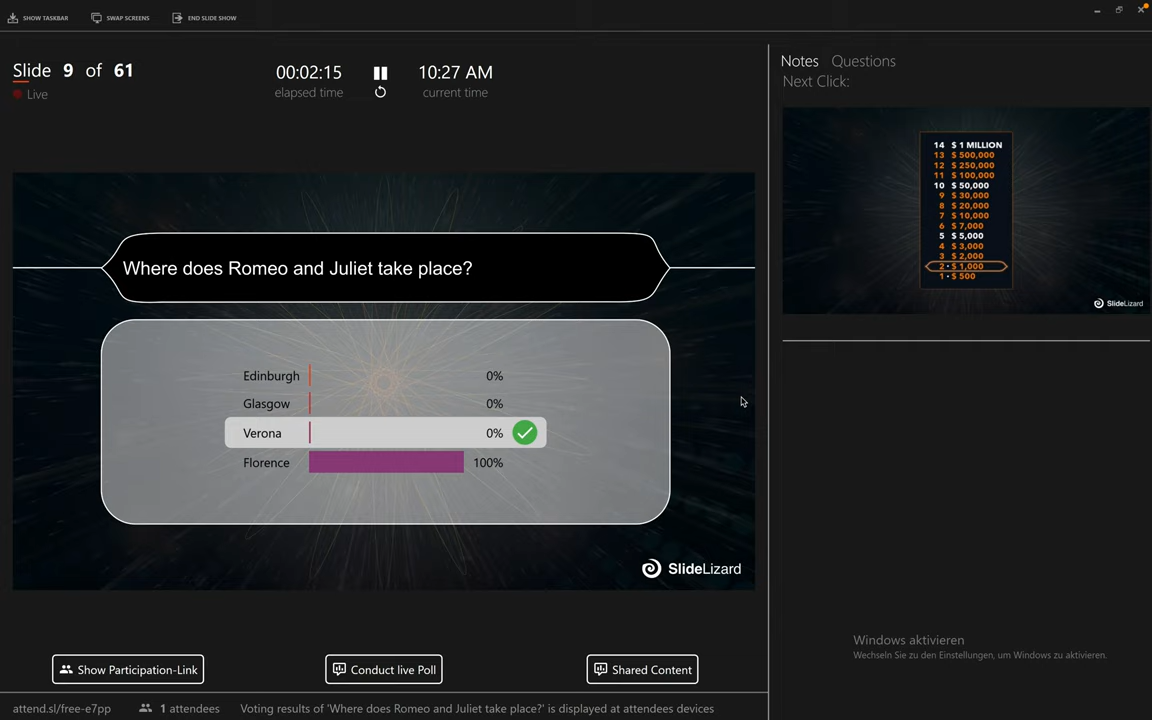 SHOW TASKBAR
SWAP SCREENS
END SLIDE SHOW
Slide 9 of 61
Live
00:02:15
elapsed time
10:27 AM
current time
Notes Questions
Next Click:
14 $ 1 MILLION
13 $ 500,000
12 $ 250,000
11 $ 100,000
10 $ 50,000
9 $ 30,000
8 $ 20,000
7 $ 10,000
6 $ 7,000
5 $ 5,000
4 $ 3,000
3 $ 2,000
2 · $ 1,000
1 · $ 500
SlideLizard
Where does Romeo and Juliet take place?
Edinburgh 0%
Glasgow 0%
Verona 0%
Florence 100%
SlideLizard
Show Participation-Link
Conduct live Poll
Shared Content
Windows aktivieren
Wechseln Sie zu den Einstellungen, um Windows zu aktivieren.
attend.sl/free-e7pp
1 attendees
Voting results of 'Where does Romeo and Juliet take place?' is displayed at attendees devices